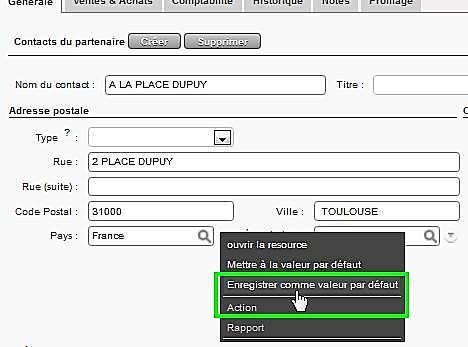 Générale Ventes & Achats Comptabilité Historique Notes Profilage
Contacts du partenaire Créer Supprimer
Nom du contact : A LA PLACE DUPUY Titre :
Adresse postale
Type ? :
Rue : 2 PLACE DUPUY
Rue (suite) :
Code Postal : 31000 Ville : TOULOUSE
Pays : France
ouvrir la resource
Mettre à la valeur par défaut
Enregistrer comme valeur par défaut
Action
Rapport